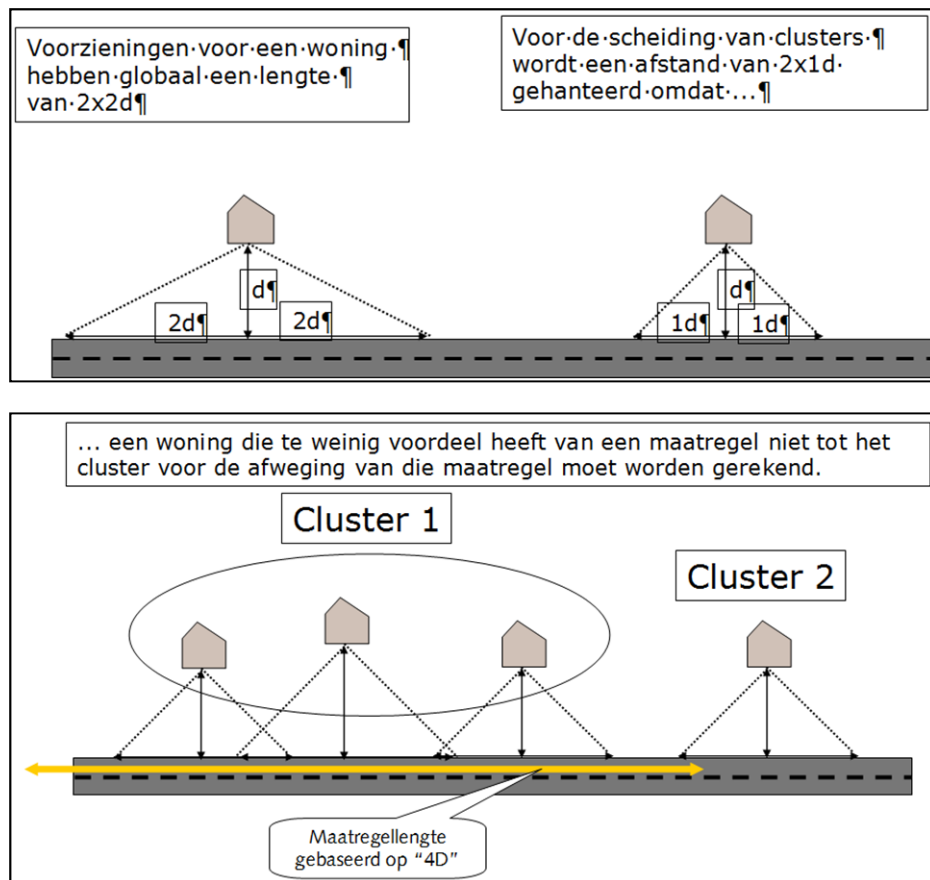 Voorzieningen·voor·een·woning·¶
hebben·globaal·een·lengte·¶
van·2x2d¶
Voor·de·scheiding·van·clusters·¶
wordt·een·afstand·van·2x1d·
gehanteerd·omdat·...¶
d¶
2d¶
2d¶
d¶
1d¶
1d¶
... een woning die te weinig voordeel heeft van een maatregel niet tot het
cluster voor de afweging van die maatregel moet worden gerekend.
Cluster 1
Cluster 2
Maatregellengte
gebaseerd op “4D”